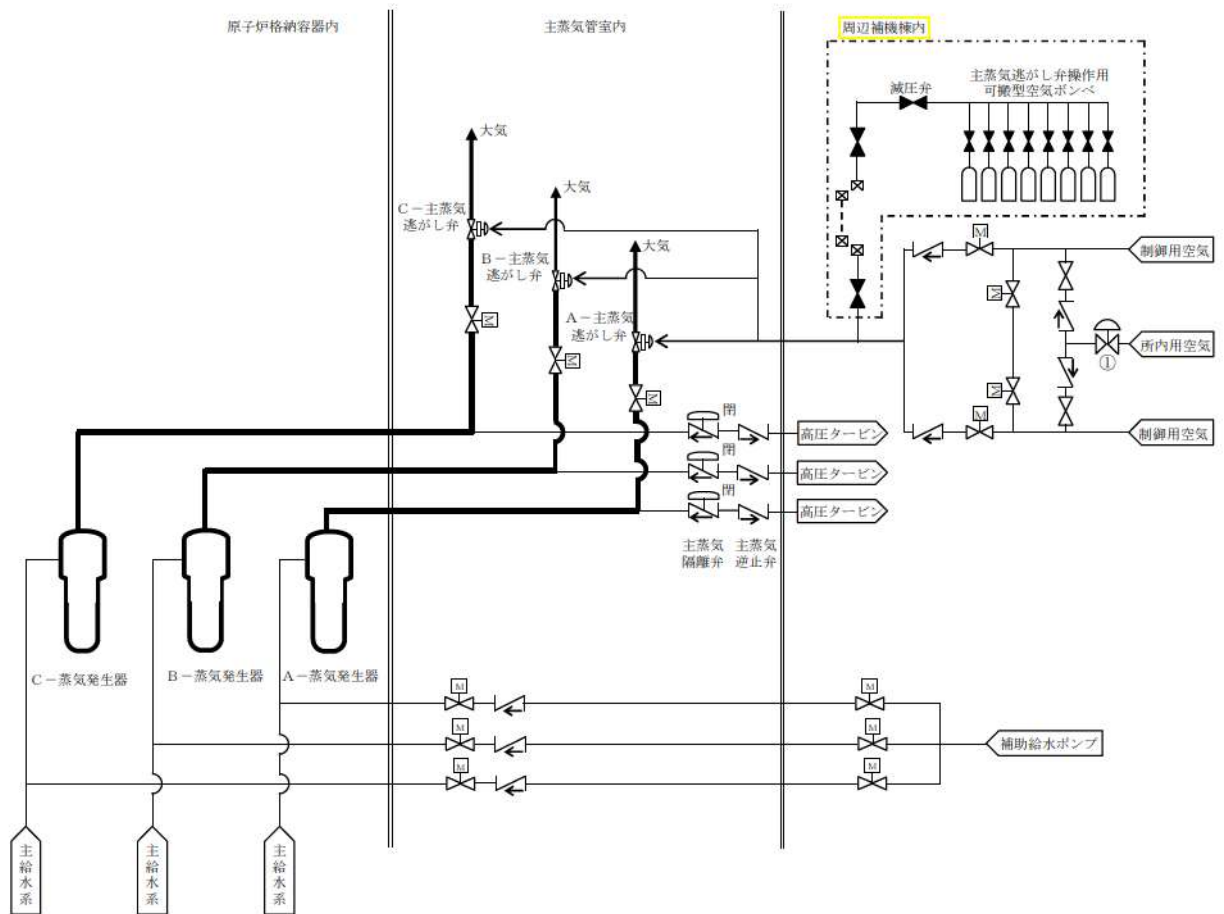 原子炉格納容器内
主蒸気管室内
周辺補機棟内
主蒸気逃がし弁操作用
可搬型空気ボンベ
減圧弁
大気
大気
大気
C－主蒸気
逃がし弁
B－主蒸気
逃がし弁
A－主蒸気
逃がし弁
M
M
M
M
M
M
M
制御用空気
所内用空気
①
制御用空気
閉
閉
閉
高圧タービン
高圧タービン
高圧タービン
主蒸気
隔離弁
主蒸気
逆止弁
C－蒸気発生器
B－蒸気発生器
A－蒸気発生器
M
M
M
M
M
M
補助給水ポンプ
主給水系
主給水系
主給水系